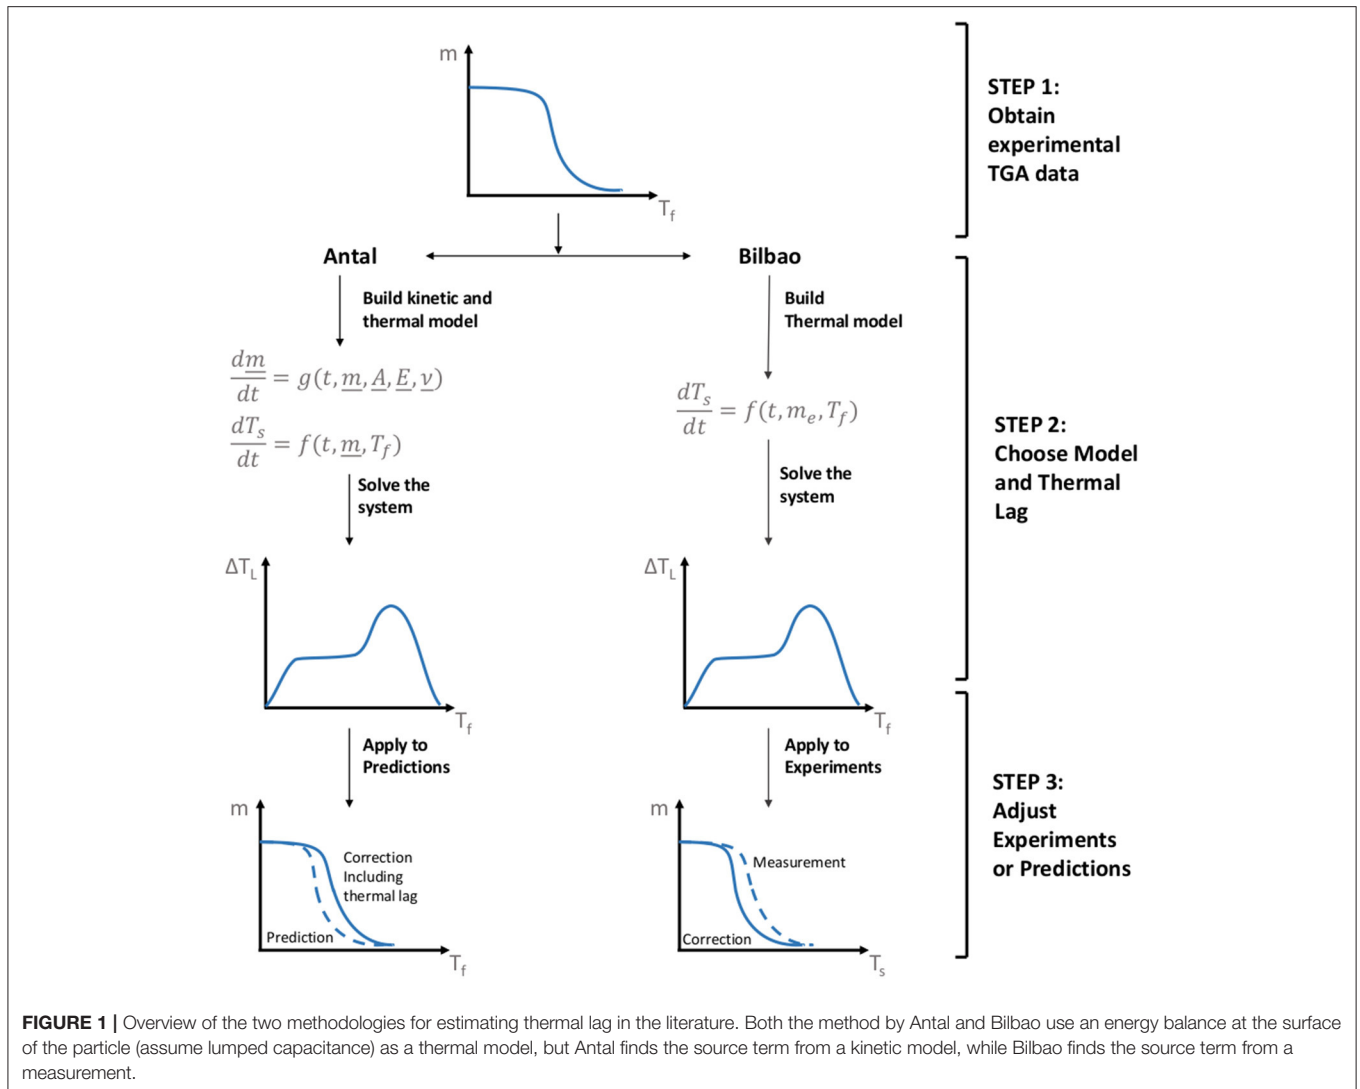 m
T_f
STEP 1:
Obtain
experimental
TGA data
Antal
Bilbao
Build kinetic and
thermal model
Build
Thermal model
dm/dt = g(t, m, A, E, ν)
dT_s/dt = f(t, m, T_f)
dT_s/dt = f(t, m_e, T_f)
Solve the
system
Solve the
system
STEP 2:
Choose Model
and Thermal
Lag
ΔT_L
T_f
ΔT_L
T_f
Apply to
Predictions
Apply to
Experiments
m
Correction
Including
thermal lag
Prediction
T_f
m
Measurement
Correction
T_s
STEP 3:
Adjust
Experiments
or Predictions
FIGURE 1 | Overview of the two methodologies for estimating thermal lag in the literature. Both the method by Antal and Bilbao use an energy balance at the surface
of the particle (assume lumped capacitance) as a thermal model, but Antal finds the source term from a kinetic model, while Bilbao finds the source term from a
measurement.